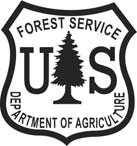 FOREST SERVICE
U S
DEPARTMENT OF AGRICULTURE